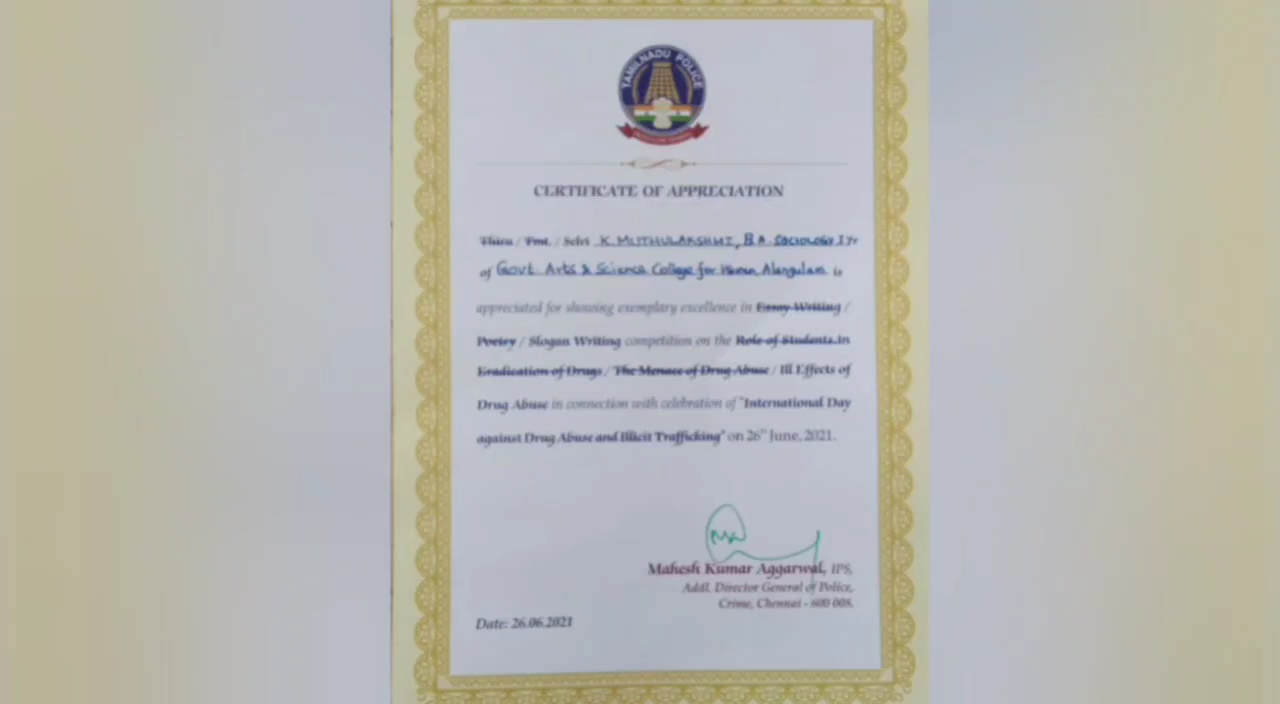 TAMILNADU POLICE
CERTIFICATE OF APPRECIATION
Thiru / Tmt. / Selvi K. MUTHULAKSHMI, B.A. SOCIOLOGY I Yr
of Govt. Arts & Science College for Women, Alangulam is
appreciated for showing exemplary excellence in Essay Writing /
Poetry / Slogan Writing competition on the Role of Students in
Eradication of Drugs / The Menace of Drug Abuse / Ill Effects of
Drug Abuse in connection with celebration of "International Day
against Drug Abuse and Illicit Trafficking" on 26th June, 2021.
Mahesh Kumar Aggarwal, IPS,
Addl. Director General of Police,
Crime, Chennai - 600 008.
Date: 26.06.2021